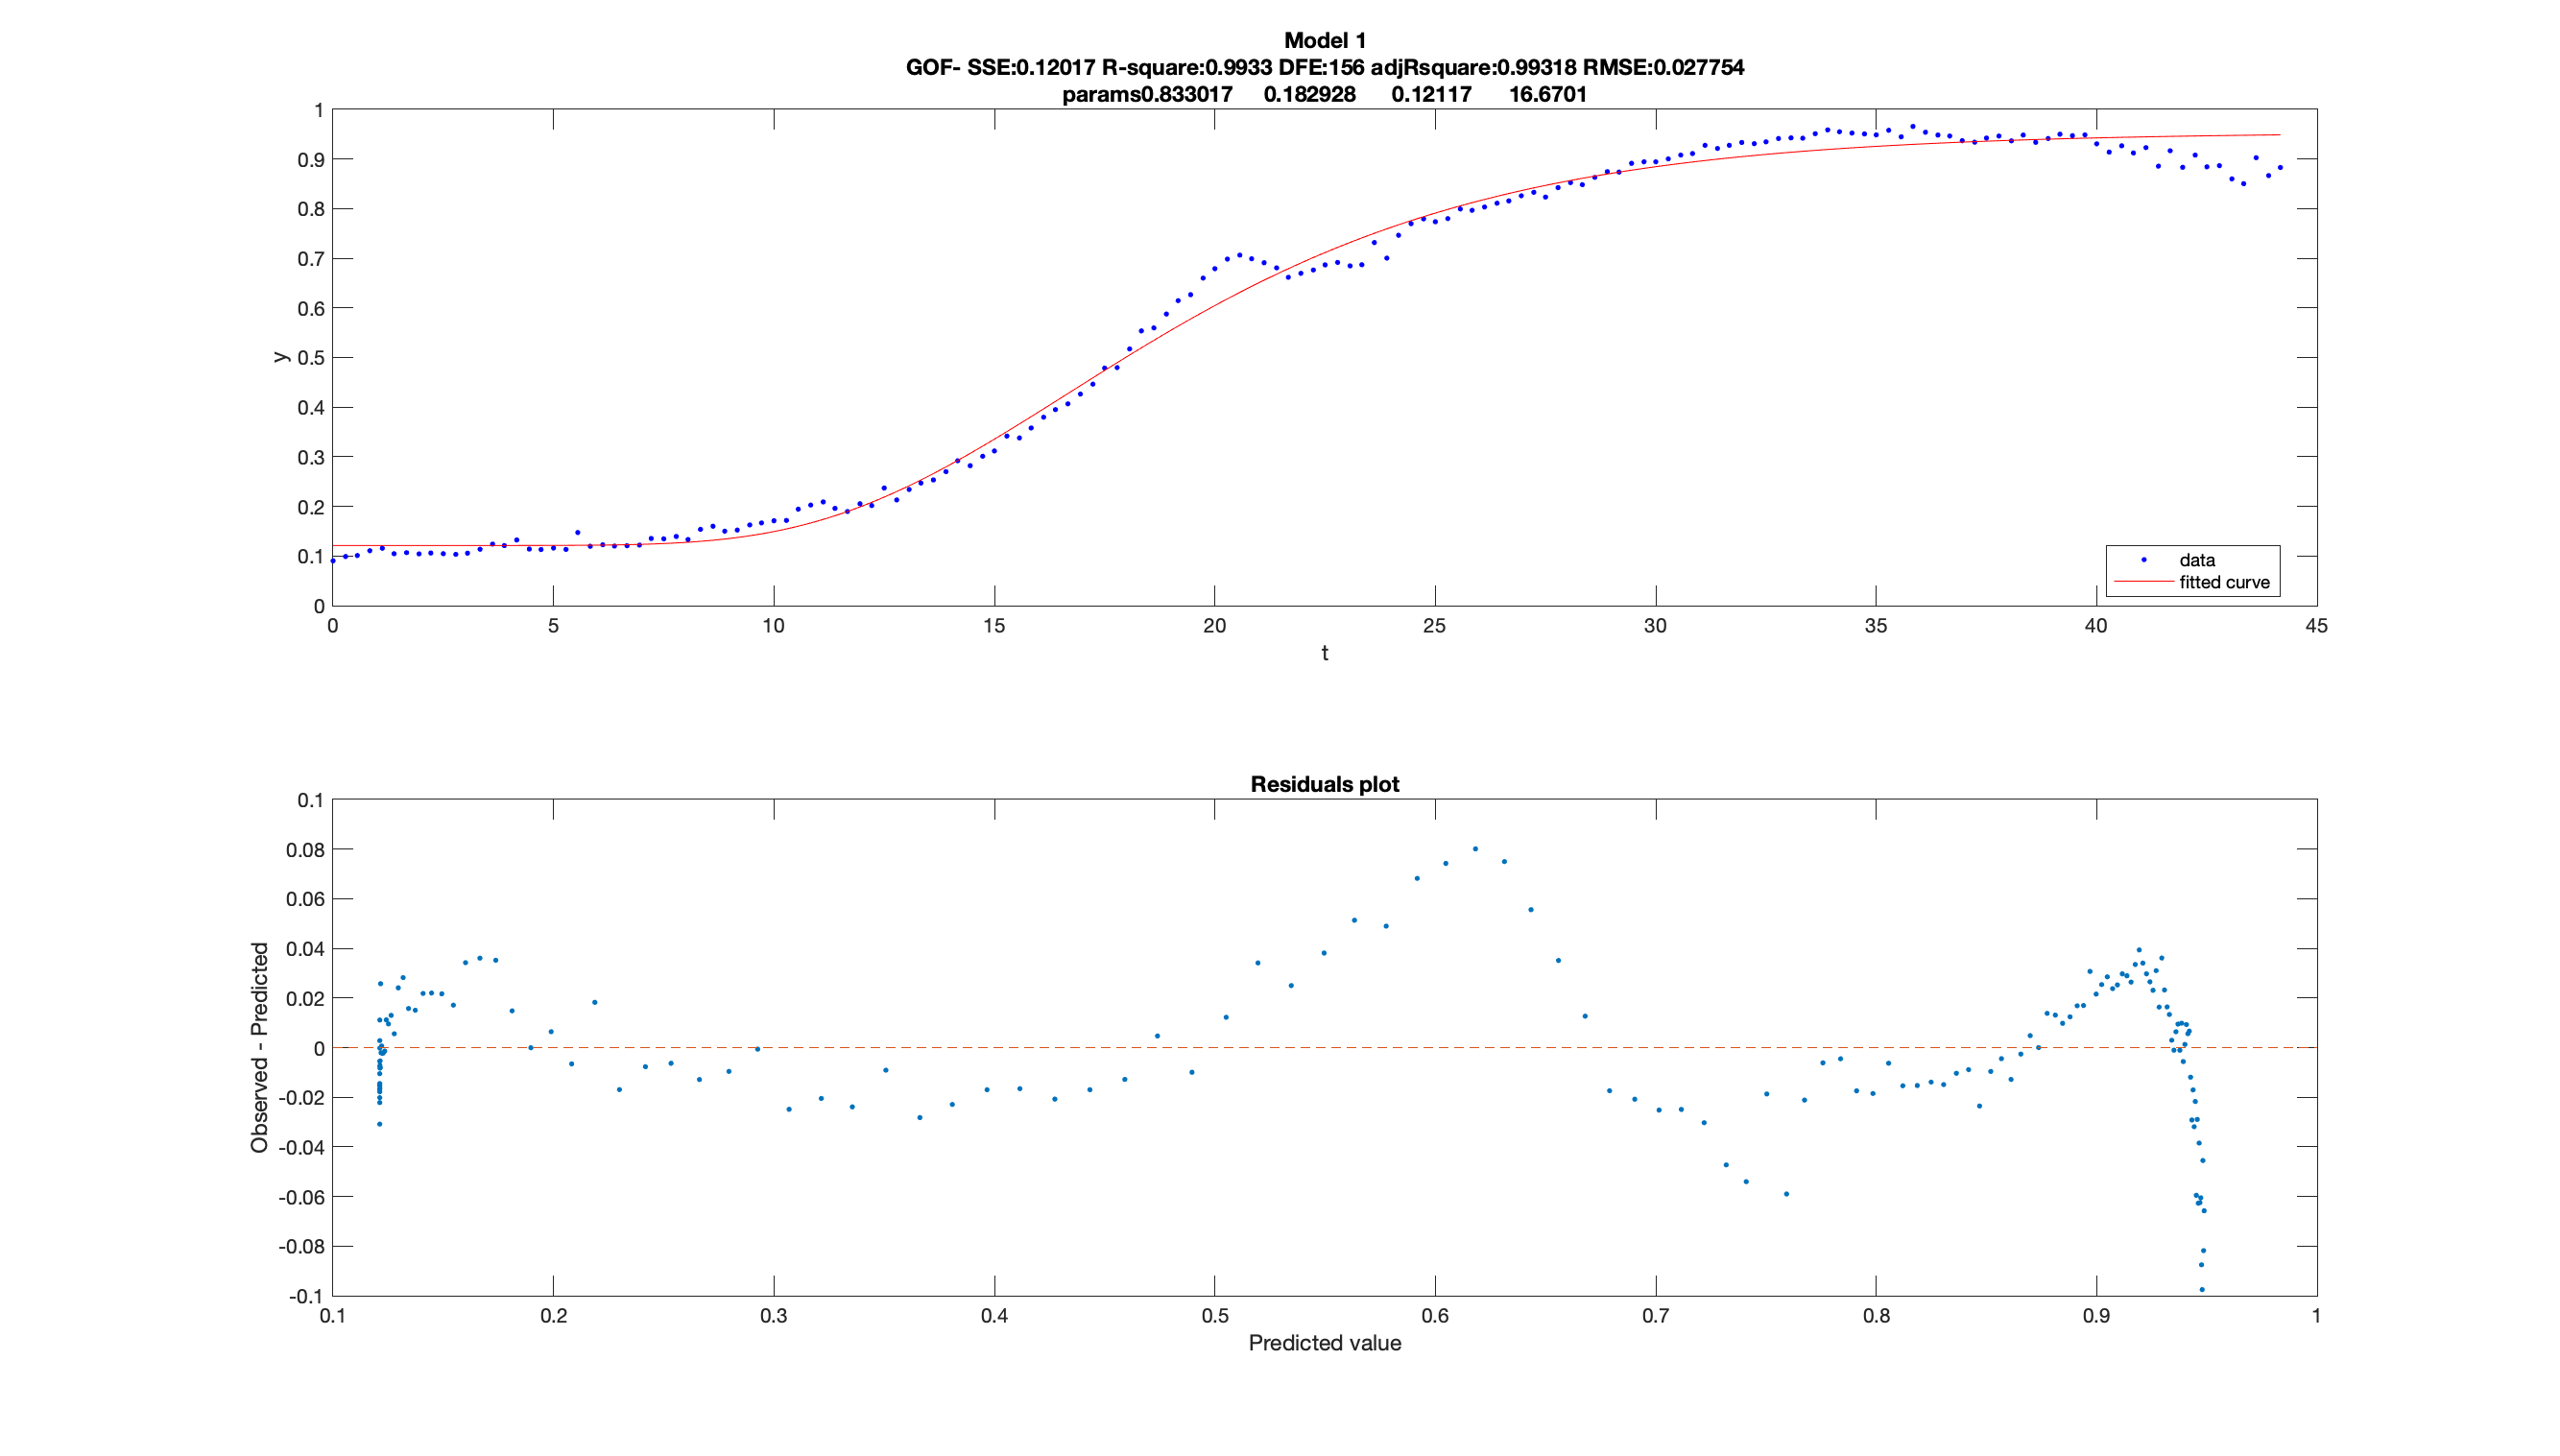 Model 1
GOF- SSE:0.12017 R-square:0.9933 DFE:156 adjRsquare:0.99318 RMSE:0.027754
params0.833017 0.182928 0.12117 16.6701
1
0.9
0.8
0.7
0.6
0.5
0.4
0.3
0.2
0.1
0
y
data
fitted curve
0 5 10 15 20 25 30 35 40 45
t
Residuals plot
0.1
0.08
0.06
0.04
0.02
0
-0.02
-0.04
-0.06
-0.08
-0.1
Observed - Predicted
0.1 0.2 0.3 0.4 0.5 0.6 0.7 0.8 0.9 1
Predicted value